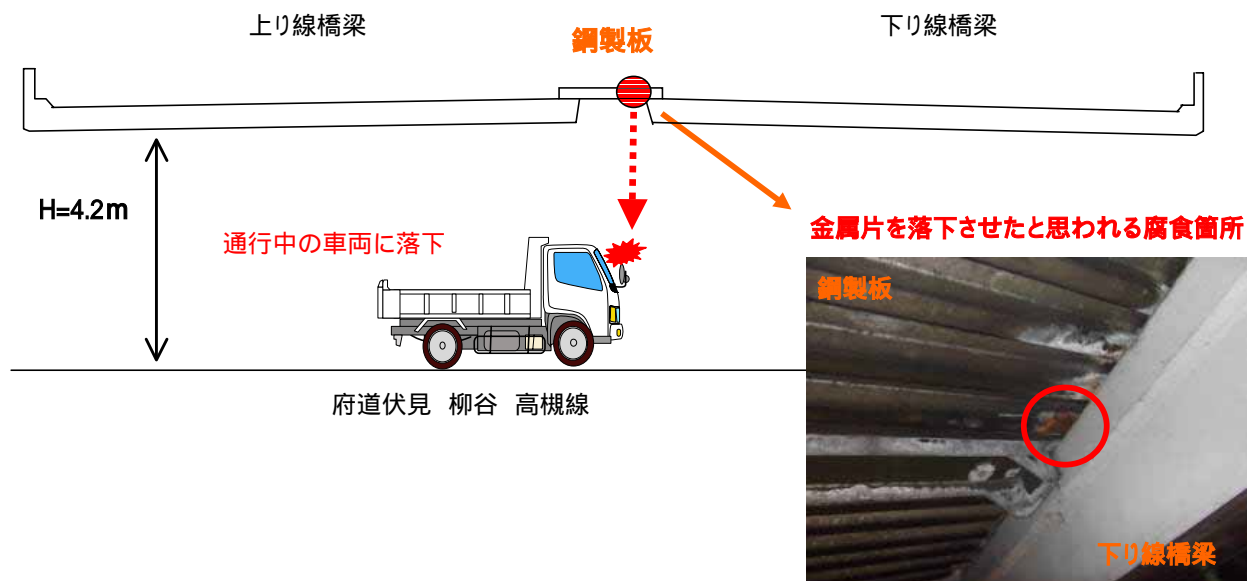 上り線橋梁
鋼製板
下り線橋梁
H=4.2m
通行中の車両に落下
金属片を落下させたと思われる腐食箇所
鋼製板
下り線橋梁
府道伏見 柳谷 高槻線